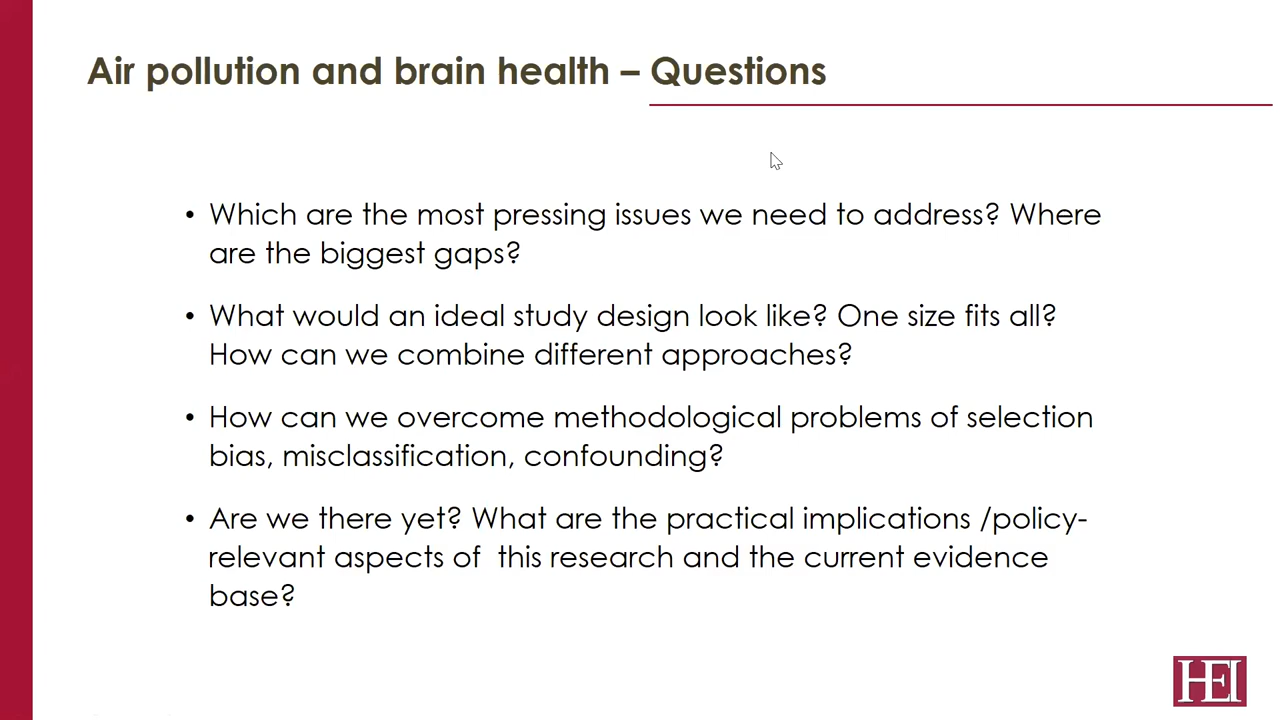 Air pollution and brain health – Questions
• Which are the most pressing issues we need to address? Where
are the biggest gaps?
• What would an ideal study design look like? One size fits all?
How can we combine different approaches?
• How can we overcome methodological problems of selection
bias, misclassification, confounding?
• Are we there yet? What are the practical implications /policy-
relevant aspects of  this research and the current evidence
base?
HEI